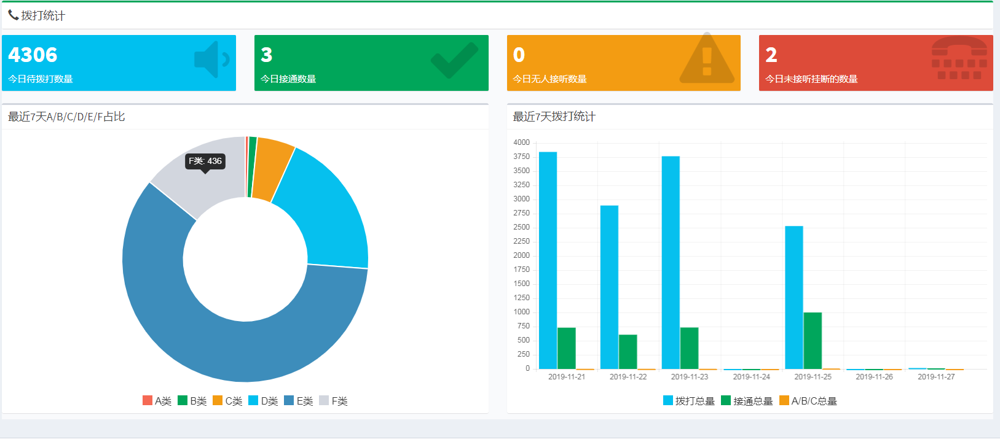 拨打统计
4306
今日待拨打数量
3
今日接通数量
0
今日无人接听数量
2
今日未接听挂断的数量
最近7天A/B/C/D/E/F占比
F类: 436
A类 B类 C类 D类 E类 F类
最近7天拨打统计
4000
3750
3500
3250
3000
2750
2500
2250
2000
1750
1500
1250
1000
750
500
250
0
2019-11-21 2019-11-22 2019-11-23 2019-11-24 2019-11-25 2019-11-26 2019-11-27
拨打总量 接通总量 A/B/C总量